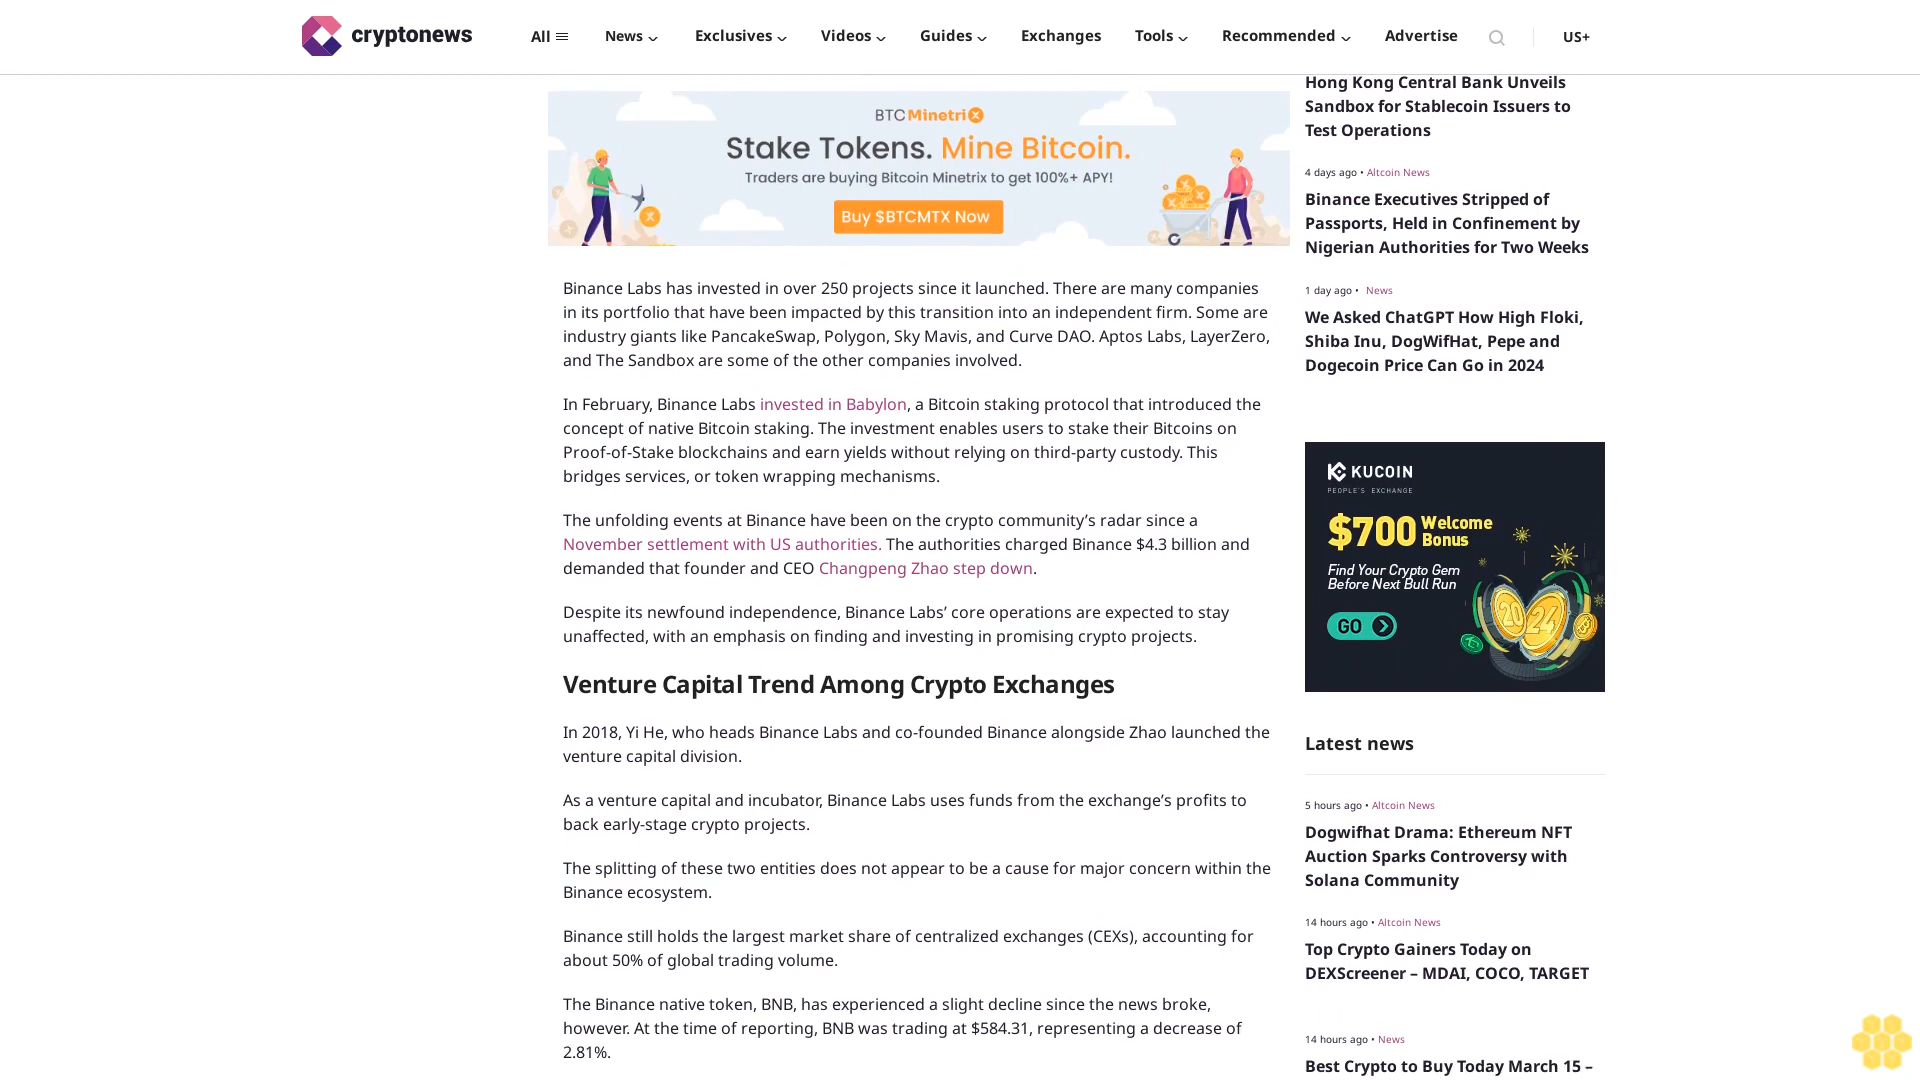 cryptonews
All
News
Exclusives
Videos
Guides
Exchanges
Tools
Recommended
Advertise
US+
BTCMinetrix
Stake Tokens. Mine Bitcoin.
Traders are buying Bitcoin Minetrix to get 100%+ APY!
Buy $BTCMTX Now
Binance Labs has invested in over 250 projects since it launched. There are many companies
in its portfolio that have been impacted by this transition into an independent firm. Some are
industry giants like PancakeSwap, Polygon, Sky Mavis, and Curve DAO. Aptos Labs, LayerZero,
and The Sandbox are some of the other companies involved.
In February, Binance Labs invested in Babylon, a Bitcoin staking protocol that introduced the
concept of native Bitcoin staking. The investment enables users to stake their Bitcoins on
Proof-of-Stake blockchains and earn yields without relying on third-party custody. This
bridges services, or token wrapping mechanisms.
The unfolding events at Binance have been on the crypto community’s radar since a
November settlement with US authorities. The authorities charged Binance $4.3 billion and
demanded that founder and CEO Changpeng Zhao step down.
Despite its newfound independence, Binance Labs’ core operations are expected to stay
unaffected, with an emphasis on finding and investing in promising crypto projects.
Venture Capital Trend Among Crypto Exchanges
In 2018, Yi He, who heads Binance Labs and co-founded Binance alongside Zhao launched the
venture capital division.
As a venture capital and incubator, Binance Labs uses funds from the exchange’s profits to
back early-stage crypto projects.
The splitting of these two entities does not appear to be a cause for major concern within the
Binance ecosystem.
Binance still holds the largest market share of centralized exchanges (CEXs), accounting for
about 50% of global trading volume.
The Binance native token, BNB, has experienced a slight decline since the news broke,
however. At the time of reporting, BNB was trading at $584.31, representing a decrease of
2.81%.
Hong Kong Central Bank Unveils
Sandbox for Stablecoin Issuers to
Test Operations
4 days ago • Altcoin News
Binance Executives Stripped of
Passports, Held in Confinement by
Nigerian Authorities for Two Weeks
1 day ago • News
We Asked ChatGPT How High Floki,
Shiba Inu, DogWifHat, Pepe and
Dogecoin Price Can Go in 2024
KUCOIN
PEOPLE'S EXCHANGE
$700 Welcome
Bonus
Find Your Crypto Gem
Before Next Bull Run
GO
20 24
Latest news
5 hours ago • Altcoin News
Dogwifhat Drama: Ethereum NFT
Auction Sparks Controversy with
Solana Community
14 hours ago • Altcoin News
Top Crypto Gainers Today on
DEXScreener – MDAI, COCO, TARGET
14 hours ago • News
Best Crypto to Buy Today March 15 –